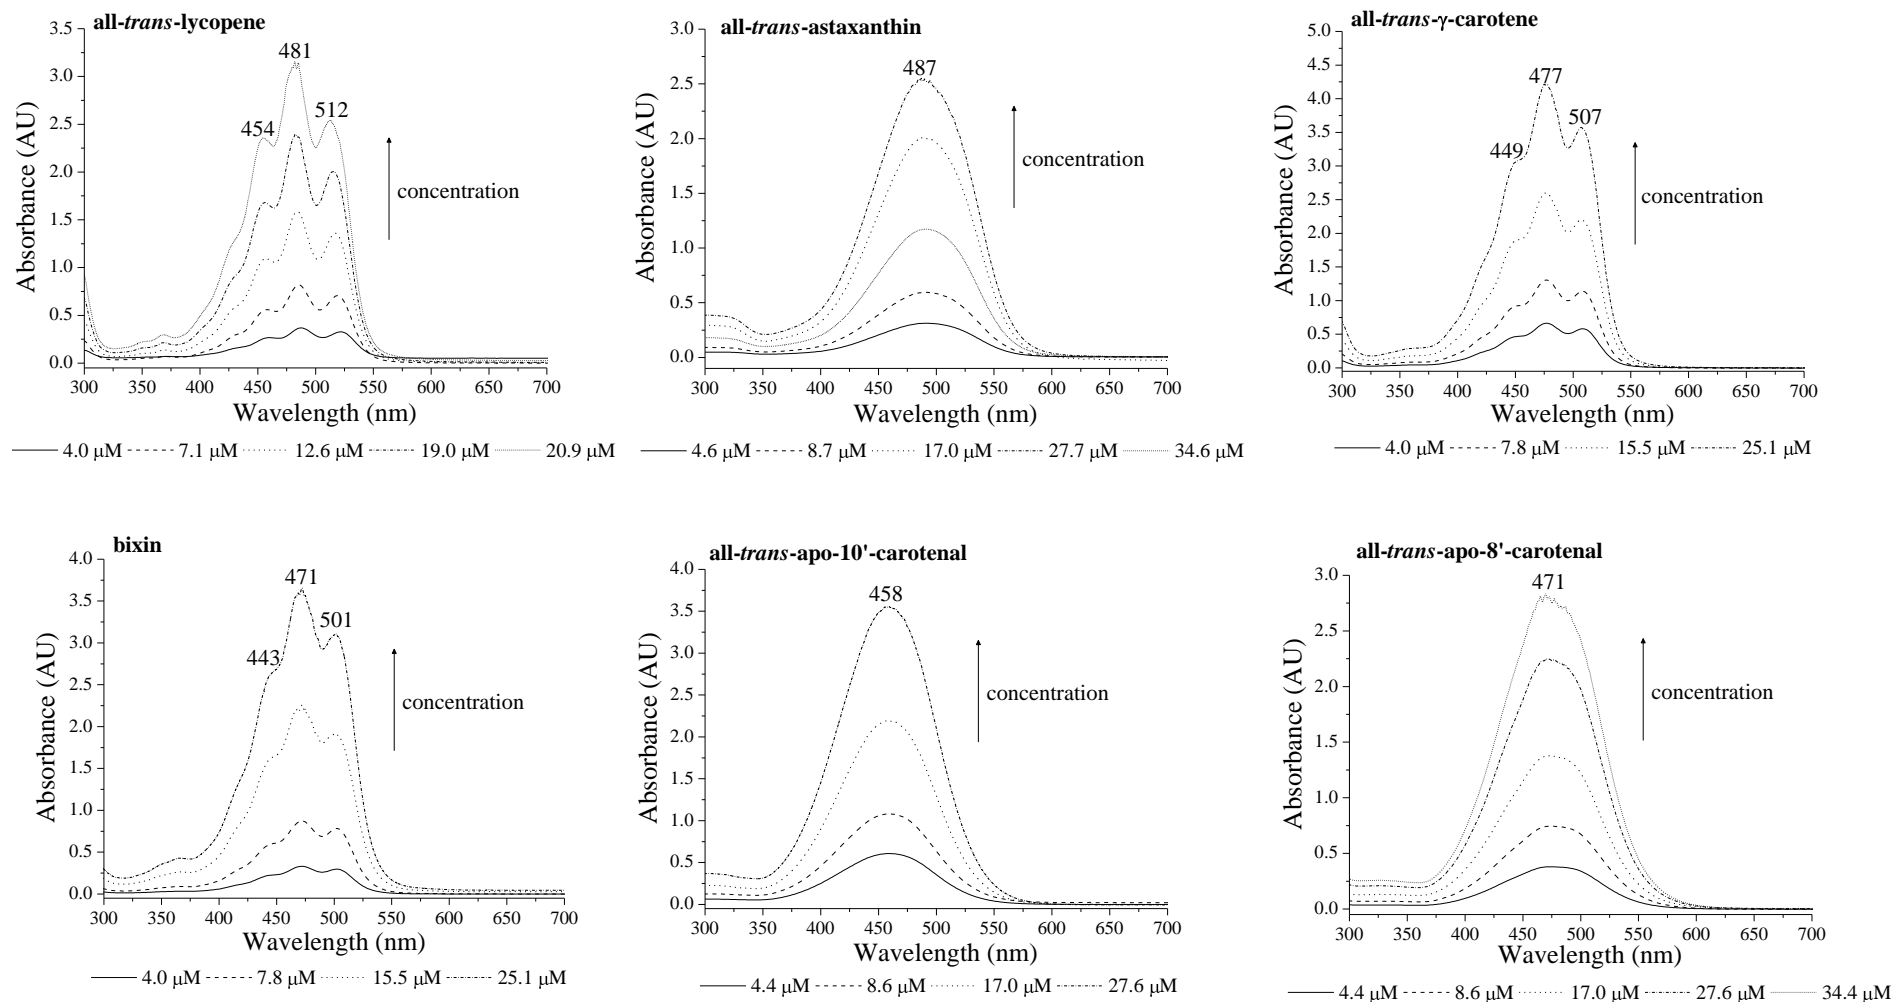 all-trans-lycopene
3.5
3.0
2.5
2.0
1.5
1.0
0.5
0.0
Absorbance (AU)
454
481
512
concentration
300 350 400 450 500 550 600 650 700
Wavelength (nm)
4.0 μM 7.1 μM 12.6 μM 19.0 μM 20.9 μM
all-trans-astaxanthin
3.0
2.5
2.0
1.5
1.0
0.5
0.0
Absorbance (AU)
487
concentration
300 350 400 450 500 550 600 650 700
Wavelength (nm)
4.6 μM 8.7 μM 17.0 μM 27.7 μM 34.6 μM
all-trans-γ-carotene
5.0
4.5
4.0
3.5
3.0
2.5
2.0
1.5
1.0
0.5
0.0
Absorbance (AU)
449
477
507
concentration
300 350 400 450 500 550 600 650 700
Wavelength (nm)
4.0 μM 7.8 μM 15.5 μM 25.1 μM
bixin
4.0
3.5
3.0
2.5
2.0
1.5
1.0
0.5
0.0
Absorbance (AU)
443
471
501
concentration
300 350 400 450 500 550 600 650 700
Wavelength (nm)
4.0 μM 7.8 μM 15.5 μM 25.1 μM
all-trans-apo-10'-carotenal
4.0
3.5
3.0
2.5
2.0
1.5
1.0
0.5
0.0
Absorbance (AU)
458
concentration
300 350 400 450 500 550 600 650 700
Wavelength (nm)
4.4 μM 8.6 μM 17.0 μM 27.6 μM
all-trans-apo-8'-carotenal
3.0
2.5
2.0
1.5
1.0
0.5
0.0
Absorbance (AU)
471
concentration
300 350 400 450 500 550 600 650 700
Wavelength (nm)
4.4 μM 8.6 μM 17.0 μM 27.6 μM 34.4 μM